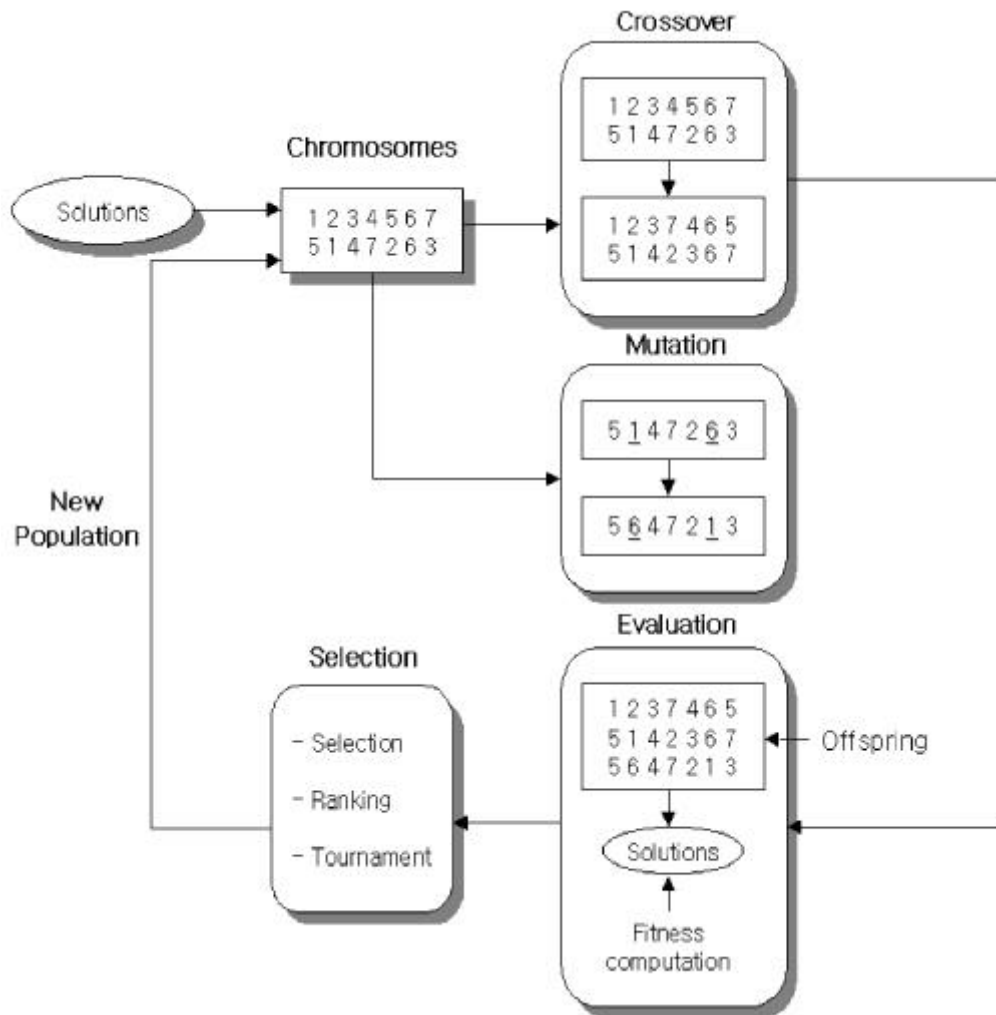 Crossover
1 2 3 4 5 6 7
5 1 4 7 2 6 3
1 2 3 7 4 6 5
5 1 4 2 3 6 7
Chromosomes
Solutions
1 2 3 4 5 6 7
5 1 4 7 2 6 3
Mutation
5 1 4 7 2 6 3
5 6 4 7 2 1 3
New
Population
Evaluation
1 2 3 7 4 6 5
5 1 4 2 3 6 7
5 6 4 7 2 1 3
Offspring
Solutions
Fitness
computation
Selection
- Selection
- Ranking
- Tournament